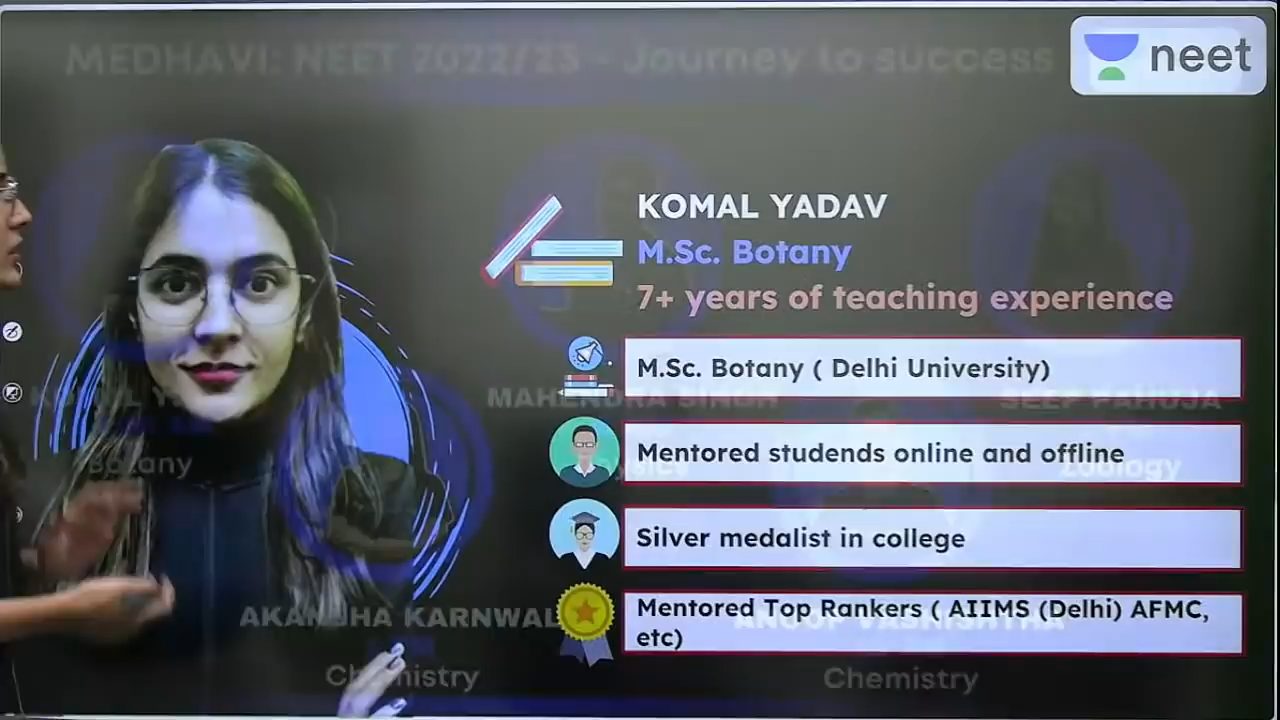 MEDHAVI: NEET 2022/23 - Journey to success
neet
KOMAL YADAV
M.Sc. Botany
7+ years of teaching experience
M.Sc. Botany ( Delhi University)
MAHENDRA SINGH
SEEP PAHUJA
Mentored studends online and offline
Botany
Physics
Zoology
Silver medalist in college
Mentored Top Rankers ( AIIMS (Delhi) AFMC,
etc)
AKANSHA KARNWAL
ANOOP VASHISHTHA
Chemistry
Chemistry